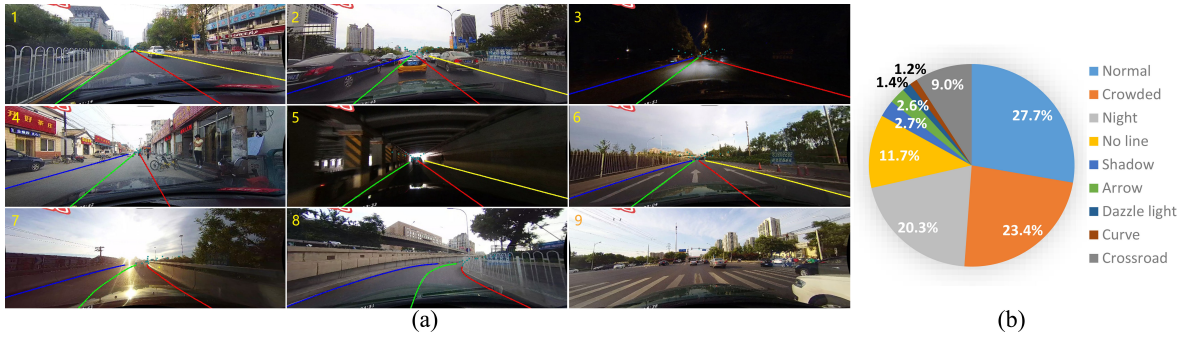 1
2
3
4
5
6
7
8
9
(a)
1.2%
1.4%
9.0%
2.6%
2.7%
27.7%
11.7%
20.3%
23.4%
Normal
Crowded
Night
No line
Shadow
Arrow
Dazzle light
Curve
Crossroad
(b)